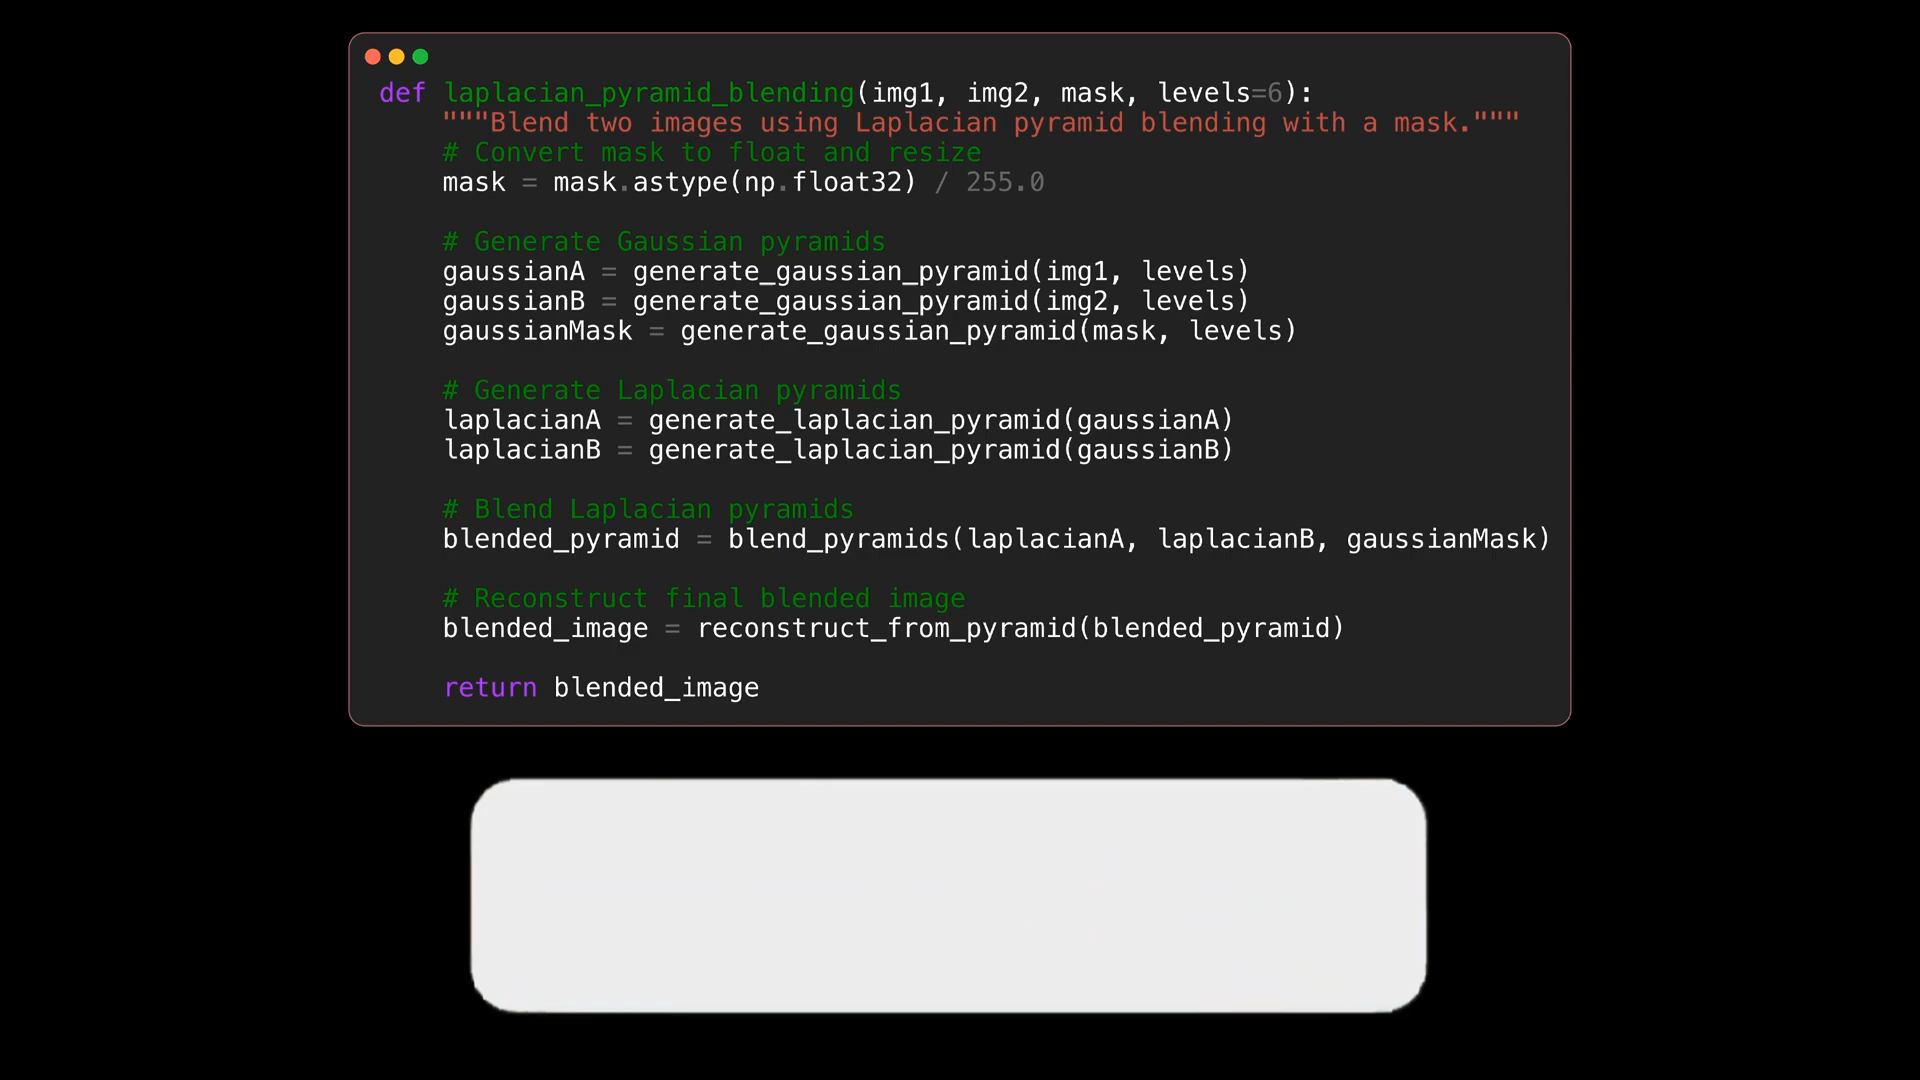 def laplacian_pyramid_blending(img1, img2, mask, levels=6):
    """Blend two images using Laplacian pyramid blending with a mask."""
    # Convert mask to float and resize
    mask = mask.astype(np.float32) / 255.0
    # Generate Gaussian pyramids
    gaussianA = generate_gaussian_pyramid(img1, levels)
    gaussianB = generate_gaussian_pyramid(img2, levels)
    gaussianMask = generate_gaussian_pyramid(mask, levels)
    # Generate Laplacian pyramids
    laplacianA = generate_laplacian_pyramid(gaussianA)
    laplacianB = generate_laplacian_pyramid(gaussianB)
    # Blend Laplacian pyramids
    blended_pyramid = blend_pyramids(laplacianA, laplacianB, gaussianMask)
    # Reconstruct final blended image
    blended_image = reconstruct_from_pyramid(blended_pyramid)
    return blended_image